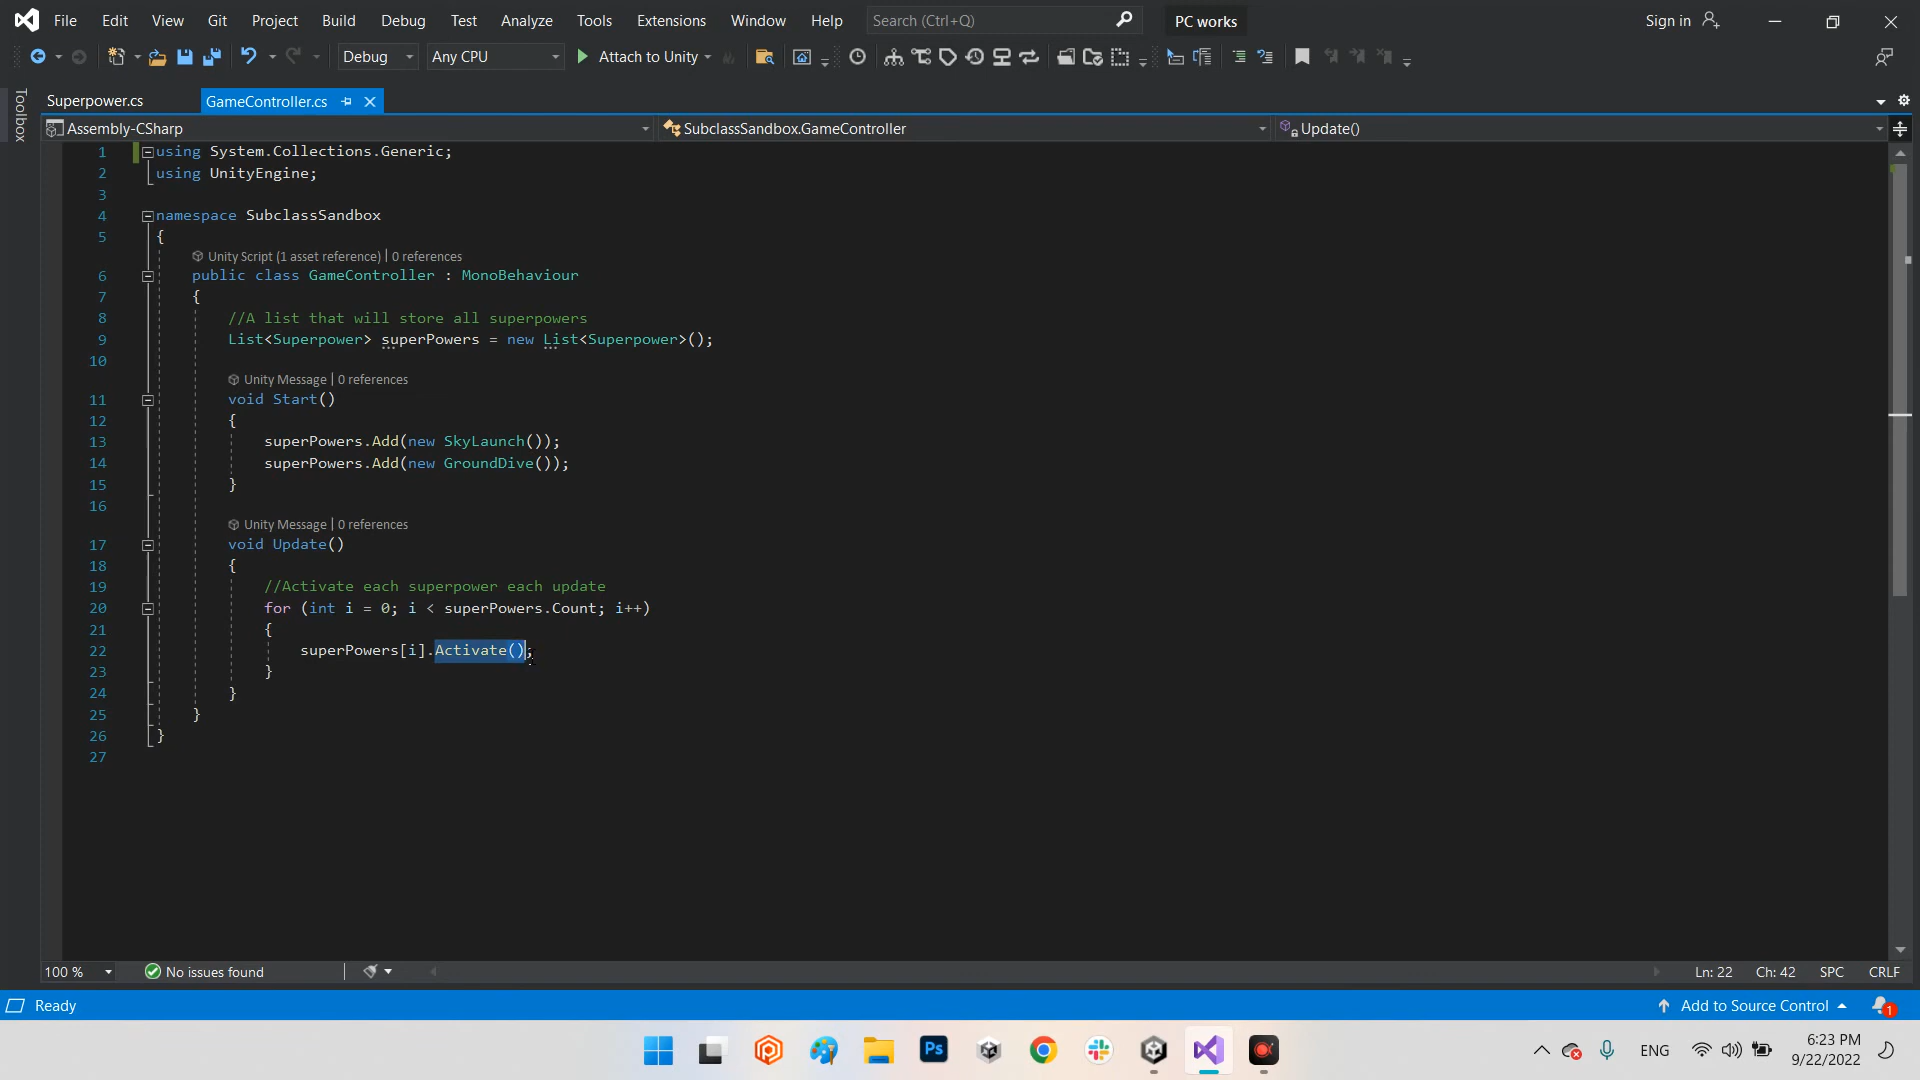 File Edit View Git Project Build Debug Test Analyze Tools Extensions Window Help Search (Ctrl+Q) PC works Sign in
Debug Any CPU Attach to Unity
Toolbox
Superpower.cs GameController.cs
Assembly-CSharp SubclassSandbox.GameController Update()
1 using System.Collections.Generic;
2 using UnityEngine;
3
4 namespace SubclassSandbox
5 {
Unity Script (1 asset reference) | 0 references
6 public class GameController : MonoBehaviour
7 {
8 //A list that will store all superpowers
9 List<Superpower> superPowers = new List<Superpower>();
10
Unity Message | 0 references
11 void Start()
12 {
13 superPowers.Add(new SkyLaunch());
14 superPowers.Add(new GroundDive());
15 }
16
Unity Message | 0 references
17 void Update()
18 {
19 //Activate each superpower each update
20 for (int i = 0; i < superPowers.Count; i++)
21 {
22 superPowers[i].Activate();
23 }
24 }
25 }
26 }
27
100 % No issues found Ln: 22 Ch: 42 SPC CRLF
Ready Add to Source Control 1
Ps ENG 6:23 PM
9/22/2022